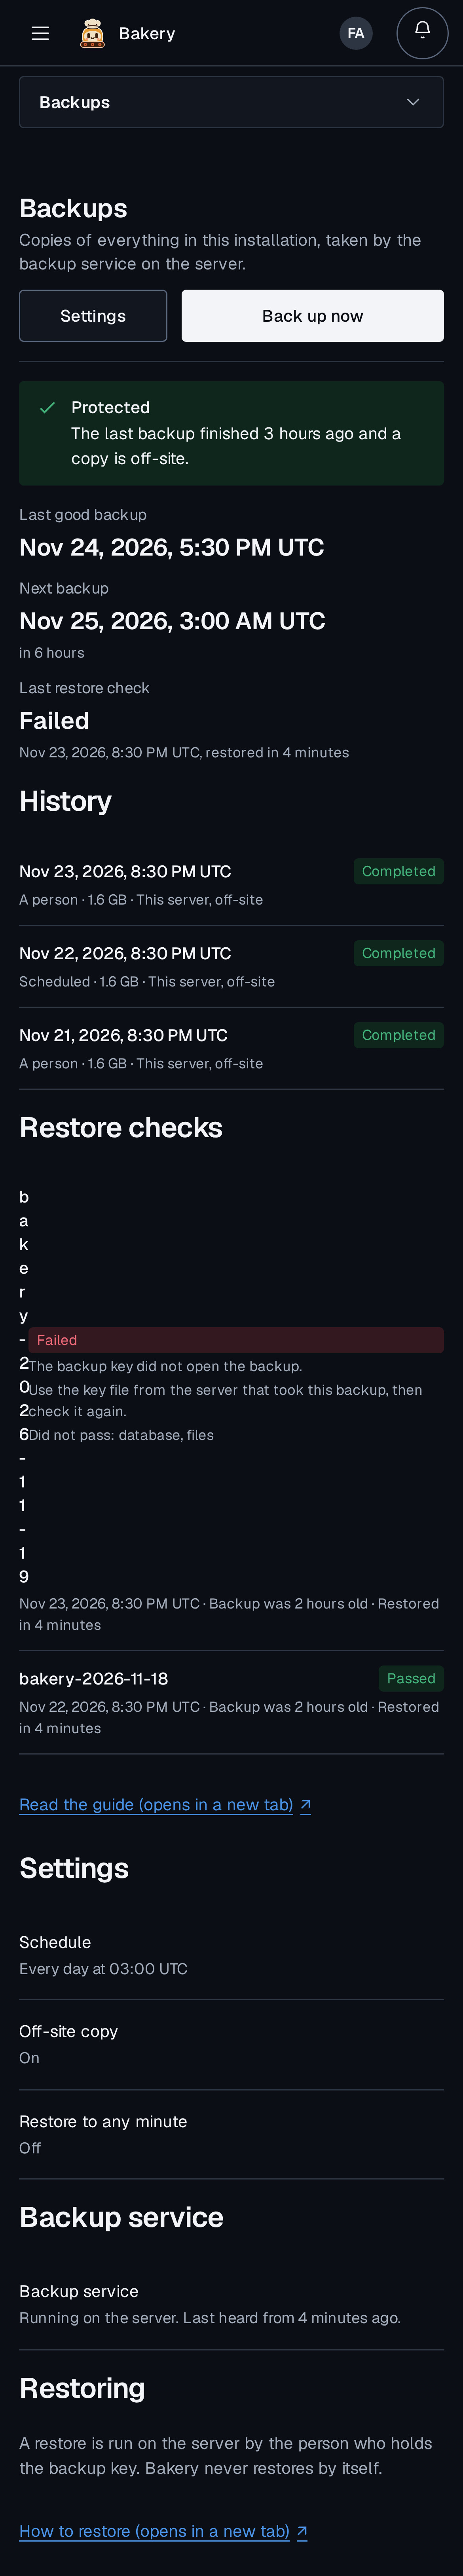 Bakery
FA
Backups
Backups
Copies of everything in this installation, taken by the
backup service on the server.
Settings
Back up now
Protected
The last backup finished 3 hours ago and a
copy is off-site.
Last good backup
Nov 24, 2026, 5:30 PM UTC
Next backup
Nov 25, 2026, 3:00 AM UTC
in 6 hours
Last restore check
Failed
Nov 23, 2026, 8:30 PM UTC, restored in 4 minutes
History
Nov 23, 2026, 8:30 PM UTC
Completed
A person · 1.6 GB · This server, off-site
Nov 22, 2026, 8:30 PM UTC
Completed
Scheduled · 1.6 GB · This server, off-site
Nov 21, 2026, 8:30 PM UTC
Completed
A person · 1.6 GB · This server, off-site
Restore checks
bakery-2026-11-19
Failed
The backup key did not open the backup.
Use the key file from the server that took this backup, then
check it again.
Did not pass: database, files
Nov 23, 2026, 8:30 PM UTC · Backup was 2 hours old · Restored
in 4 minutes
bakery-2026-11-18
Passed
Nov 22, 2026, 8:30 PM UTC · Backup was 2 hours old · Restored
in 4 minutes
Read the guide (opens in a new tab)
Settings
Schedule
Every day at 03:00 UTC
Off-site copy
On
Restore to any minute
Off
Backup service
Backup service
Running on the server. Last heard from 4 minutes ago.
Restoring
A restore is run on the server by the person who holds
the backup key. Bakery never restores by itself.
How to restore (opens in a new tab)